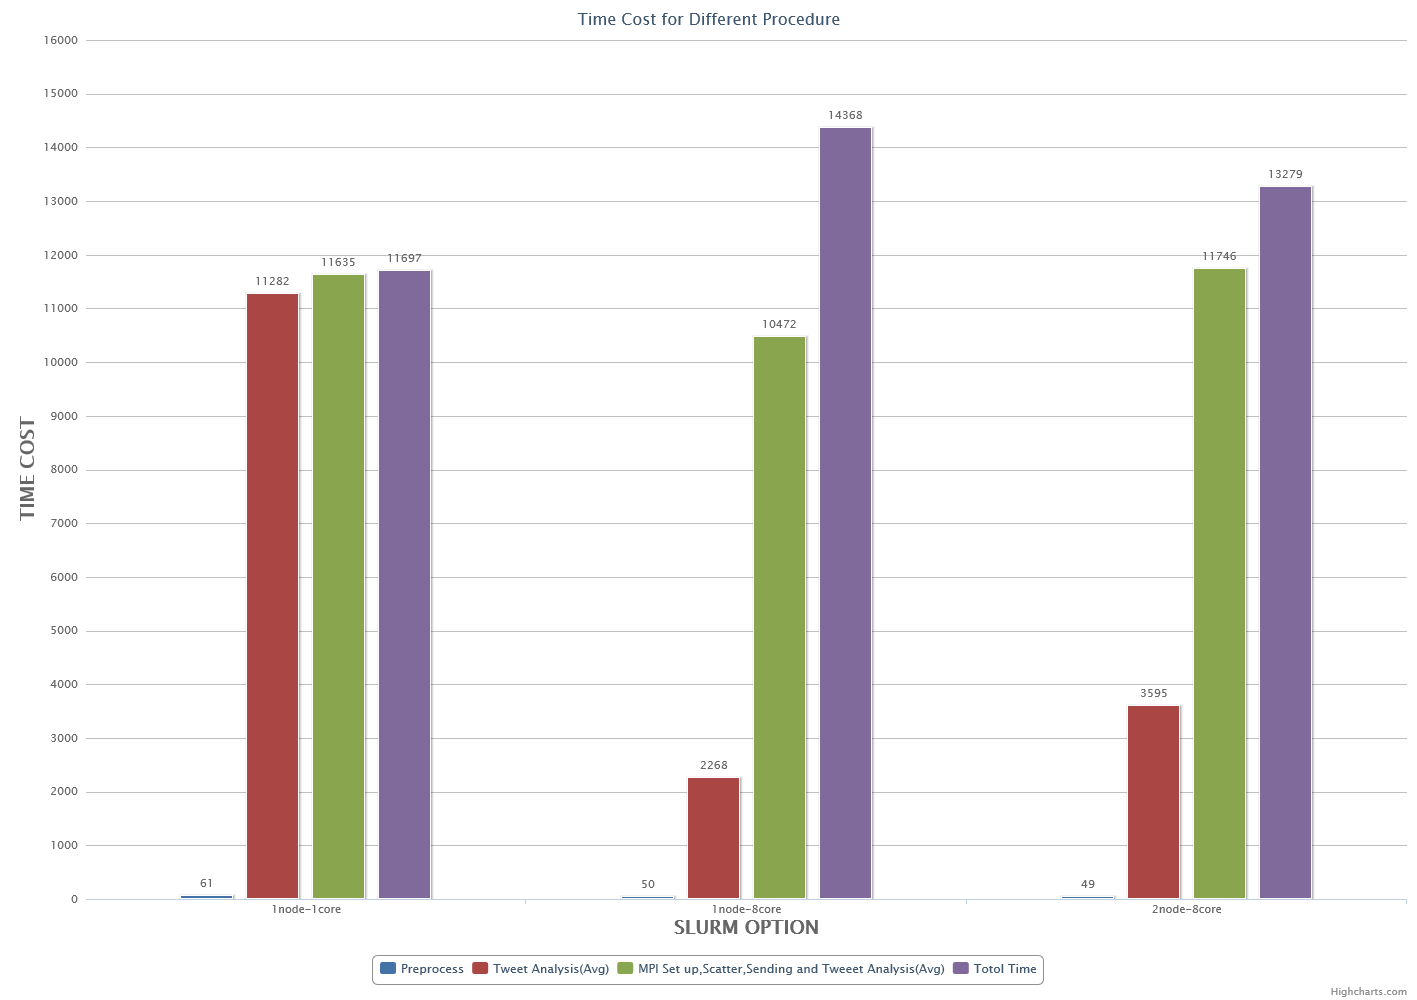 Time Cost for Different Procedure
TIME COST
16000
15000
14000
13000
12000
11000
10000
9000
8000
7000
6000
5000
4000
3000
2000
1000
0
61
11282
11635
11697
50
2268
10472
14368
49
3595
11746
13279
1node-1core
1node-8core
2node-8core
SLURM OPTION
Preprocess
Tweet Analysis(Avg)
MPI Set up,Scatter,Sending and Tweeet Analysis(Avg)
Totol Time
Highcharts.com